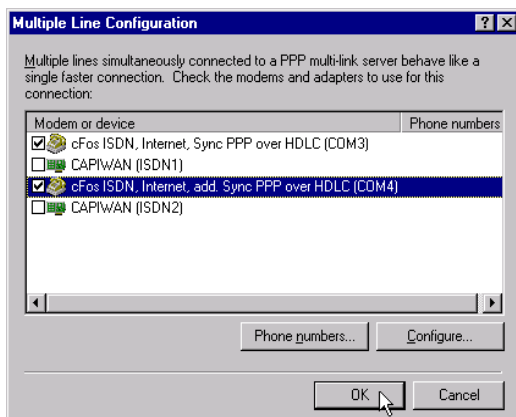 Multiple Line Configuration
Multiple lines simultaneously connected to a PPP multi-link server behave like a
single faster connection. Check the modems and adapters to use for this
connection:
Modem or device Phone numbers
cFos ISDN, Internet, Sync PPP over HDLC (COM3)
CAPIWAN (ISDN1)
cFos ISDN, Internet, add. Sync PPP over HDLC (COM4)
CAPIWAN (ISDN2)
Phone numbers... Configure...
OK Cancel